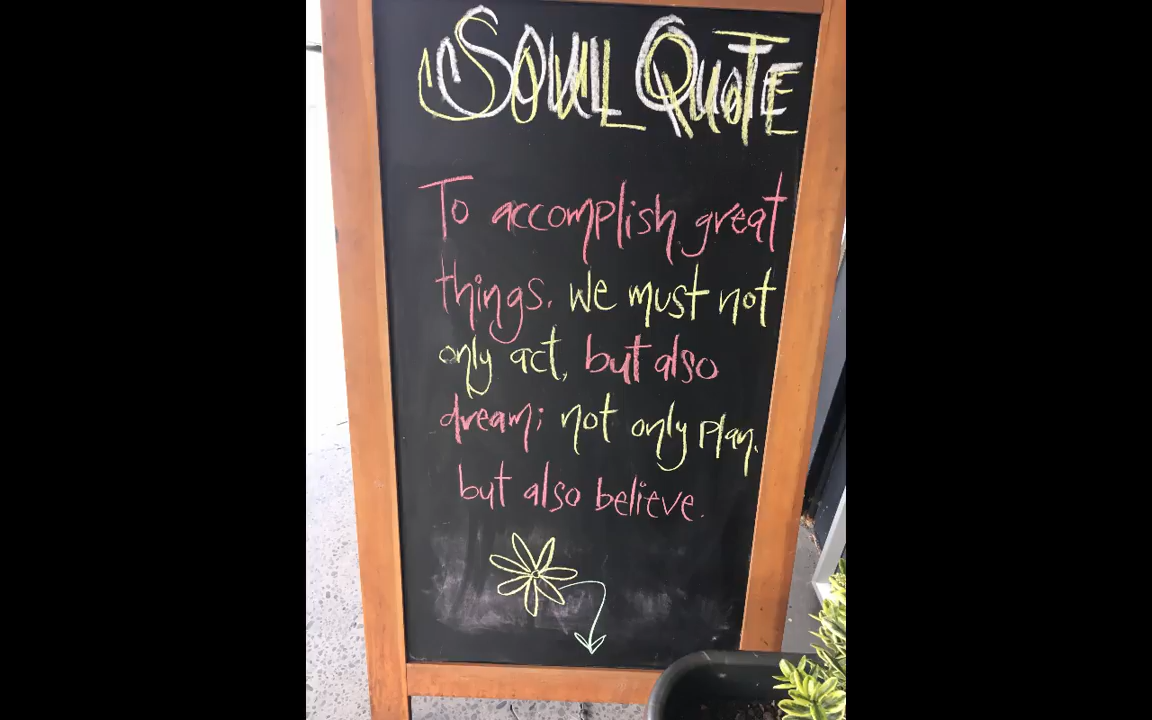 SOUL QUOTE
To accomplish great
things. we must not
only act, but also
dream; not only plan.
but also believe.